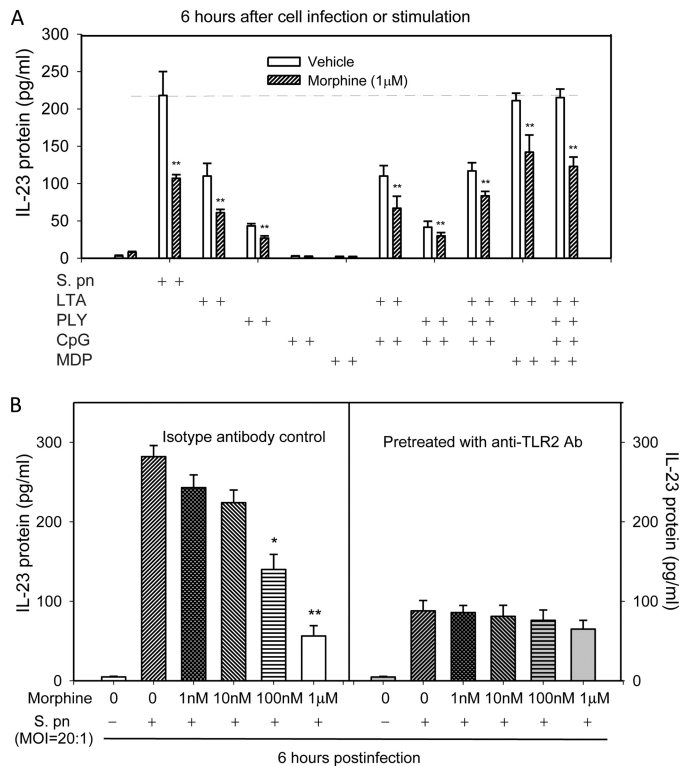 A
6 hours after cell infection or stimulation
IL-23 protein (pg/ml)
300
250
200
150
100
50
0
Vehicle
Morphine (1μM)
** ** ** ** ** ** ** **
S. pn + +
LTA + + + + + + + + + +
PLY + + + + + + + +
CpG + + + + + + + + + +
MDP + + + + + +
B
Isotype antibody control
Pretreated with anti-TLR2 Ab
IL-23 protein (pg/ml)
300
200
100
0
*
**
300
200
100
0
IL-23 protein (pg/ml)
Morphine 0 0 1nM 10nM 100nM 1μM 0 0 1nM 10nM 100nM 1μM
S. pn – + + + + + – + + + + +
(MOI=20:1)
6 hours postinfection